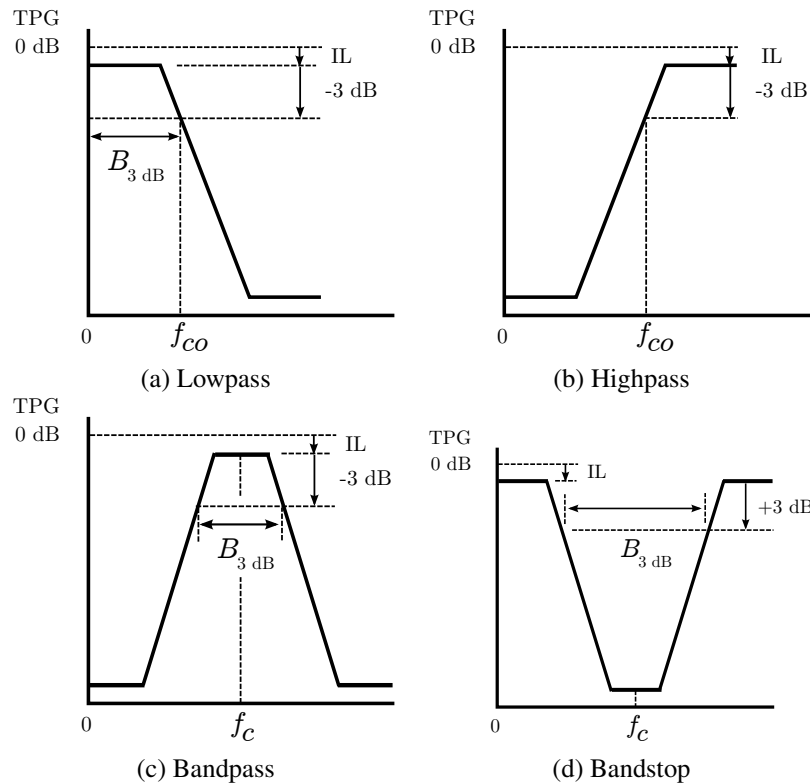 TPG
0 dB
IL
-3 dB
B3 dB
0
fco
(a) Lowpass
TPG
0 dB
IL
-3 dB
0
fco
(b) Highpass
TPG
0 dB
IL
-3 dB
B3 dB
0
fc
(c) Bandpass
TPG
0 dB
IL
+3 dB
B3 dB
0
fc
(d) Bandstop